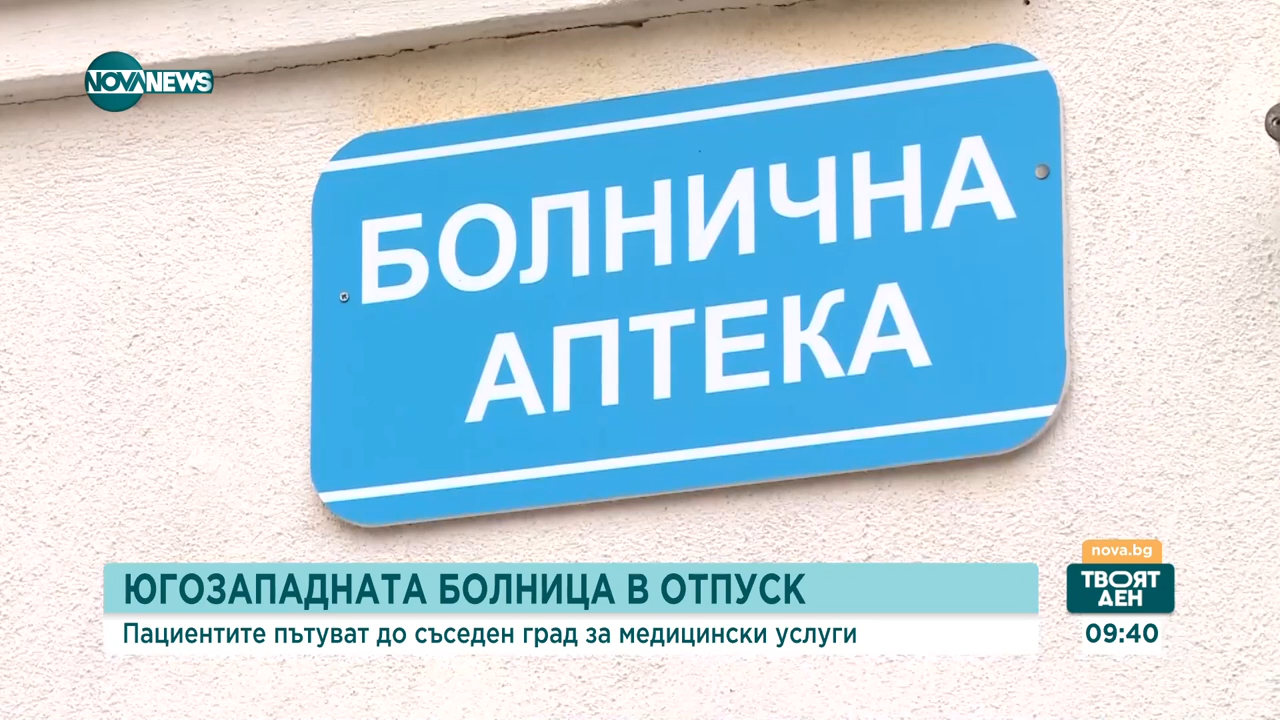 NOVANEWS
БОЛНИЧНА
АПТЕКА
nova.bg
ТВОЯТ
ДЕН
09:40
ЮГОЗАПАДНАТА БОЛНИЦА В ОТПУСК
Пациентите пътуват до съседен град за медицински услуги